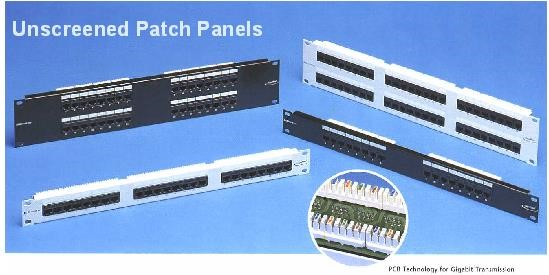 Unscreened Patch Panels
PCB Technology for Gigabit Transmission